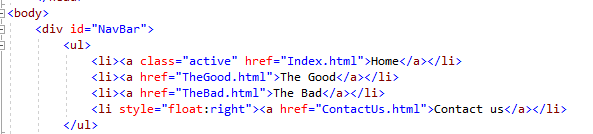 <body>
<div id="NavBar">
<ul>
<li><a class="active" href="Index.html">Home</a></li>
<li><a href="TheGood.html">The Good</a></li>
<li><a href="TheBad.html">The Bad</a></li>
<li style="float:right"><a href="ContactUs.html">Contact us</a></li>
</ul>